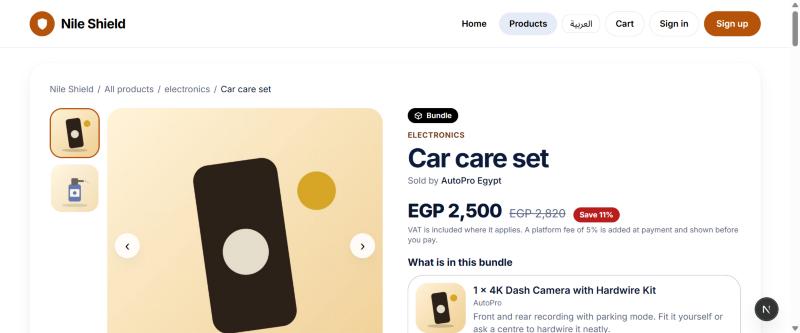 Nile Shield
Home
Products
العربية
Cart
Sign in
Sign up
Nile Shield / All products / electronics / Car care set
Bundle
ELECTRONICS
Car care set
Sold by AutoPro Egypt
EGP 2,500 EGP 2,820 Save 11%
VAT is included where it applies. A platform fee of 5% is added at payment and shown before
you pay.
What is in this bundle
1 × 4K Dash Camera with Hardwire Kit
AutoPro
Front and rear recording with parking mode. Fit it yourself or
ask a centre to hardwire it neatly.
N